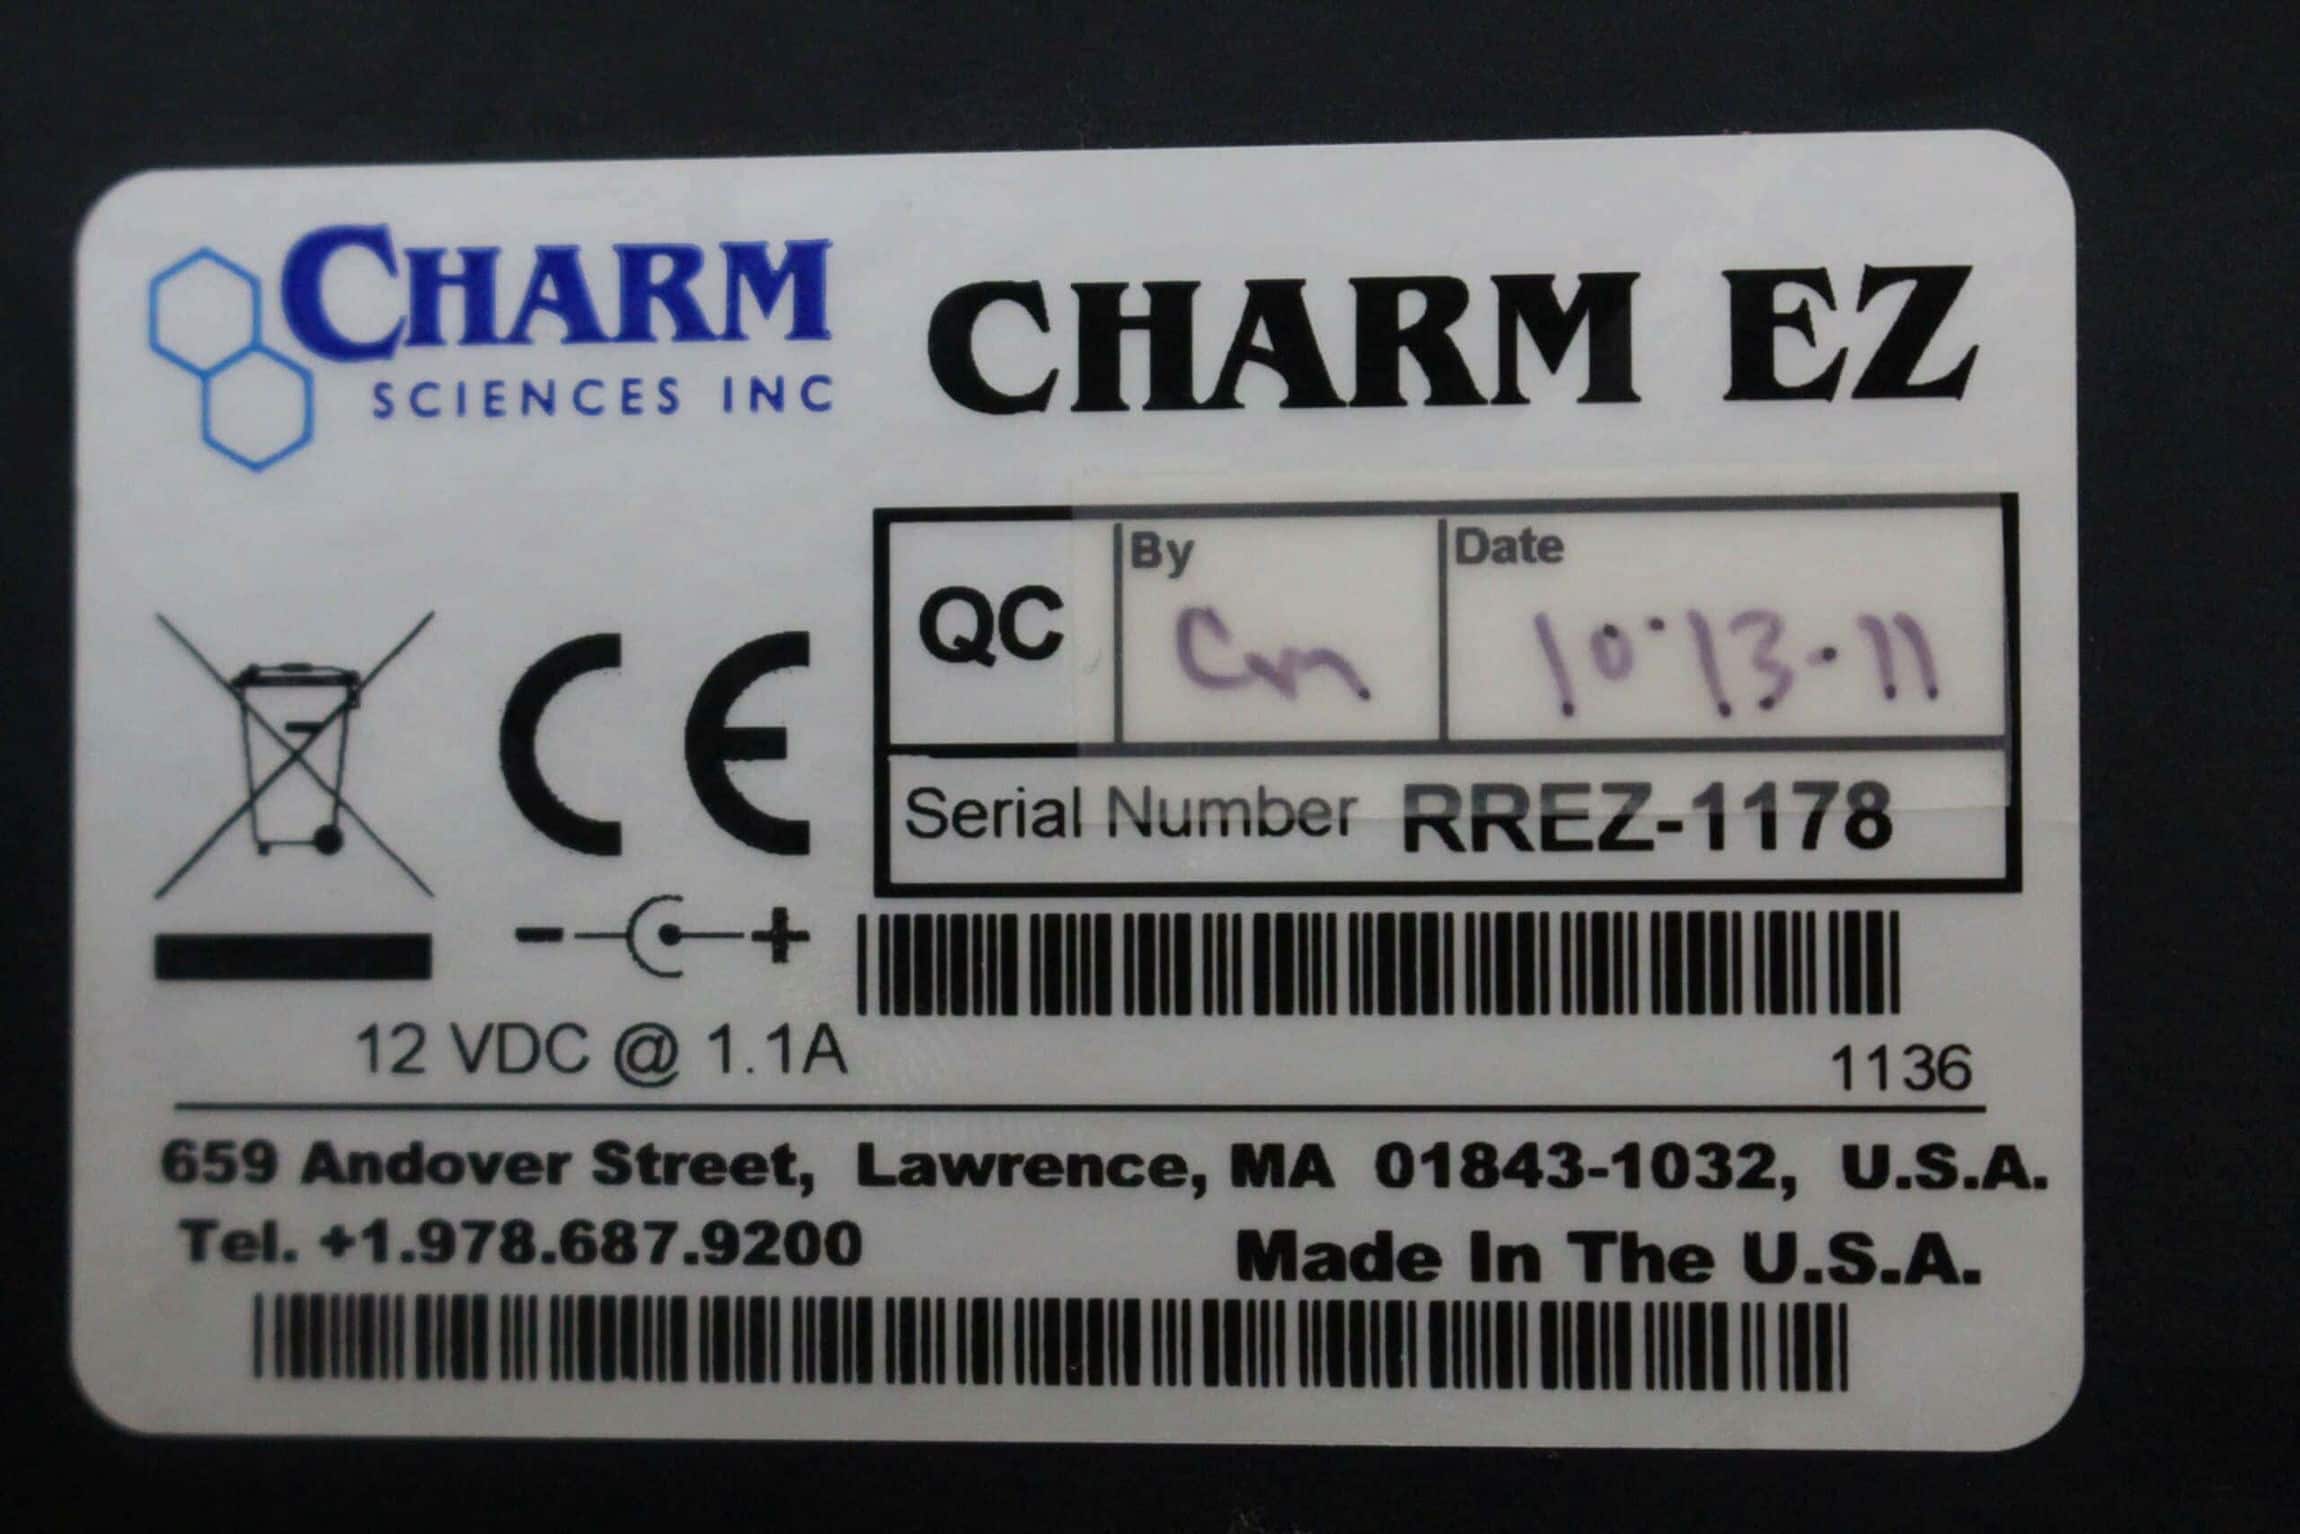 CHARM
SCIENCES INC
CHARM EZ
QC
By
Cm
Date
10·13·11
Serial Number RREZ-1178
CE
- +
12 VDC @ 1.1A
1136
659 Andover Street, Lawrence, MA 01843-1032, U.S.A.
Tel. +1.978.687.9200
Made In The U.S.A.